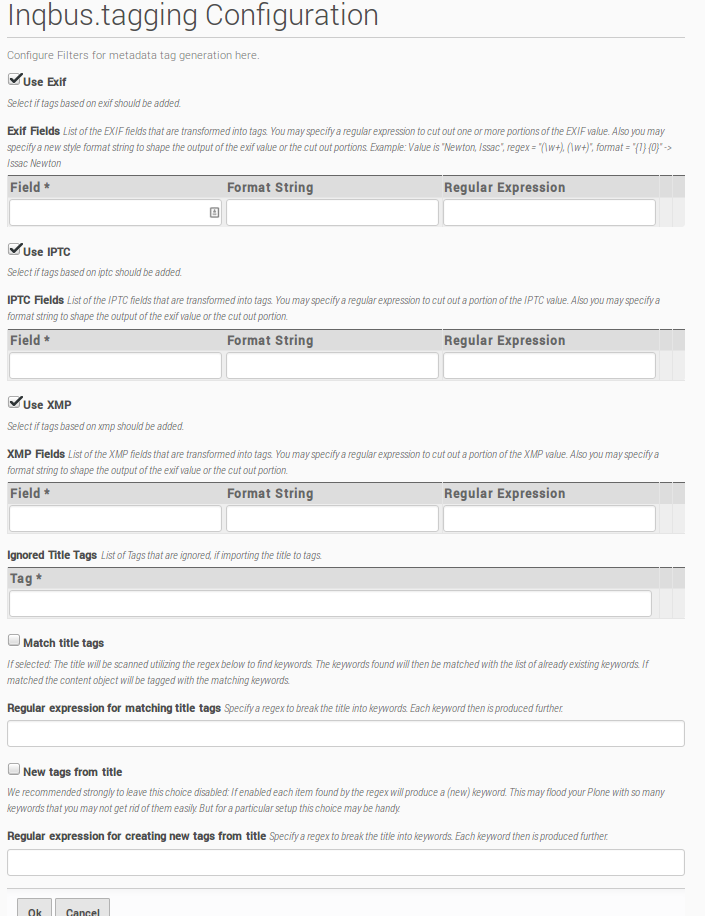 Inqbus.tagging Configuration
Configure Filters for metadata tag generation here.
Use Exif
Select if tags based on exif should be added.
Exif Fields List of the EXIF fields that are transformed into tags. You may specify a regular expression to cut out one or more portions of the EXIF value. Also you may
specify a new style format string to shape the output of the exif value or the cut out portions. Example: Value is "Newton, Issac", regex = "(\w+), (\w+)", format = "{1} {0}" ->
Issac Newton
Field * Format String Regular Expression
Use IPTC
Select if tags based on iptc should be added.
IPTC Fields List of the IPTC fields that are transformed into tags. You may specify a regular expression to cut out a portion of the IPTC value. Also you may specify a
format string to shape the output of the exif value or the cut out portion.
Field * Format String Regular Expression
Use XMP
Select if tags based on xmp should be added.
XMP Fields List of the XMP fields that are transformed into tags. You may specify a regular expression to cut out a portion of the XMP value. Also you may specify a
format string to shape the output of the exif value or the cut out portion.
Field * Format String Regular Expression
Ignored Title Tags List of Tags that are ignored, if importing the title to tags.
Tag *
Match title tags
If selected: The title will be scanned utilizing the regex below to find keywords. The keywords found will then be matched with the list of already existing keywords. If
matched the content object will be tagged with the matching keywords.
Regular expression for matching title tags Specify a regex to break the title into keywords. Each keyword then is produced further.
New tags from title
We recommended strongly to leave this choice disabled: If enabled each item found by the regex will produce a (new) keyword. This may flood your Plone with so many
keywords that you may not get rid of them easily. But for a particular setup this choice may be handy.
Regular expression for creating new tags from title Specify a regex to break the title into keywords. Each keyword then is produced further.
Ok Cancel